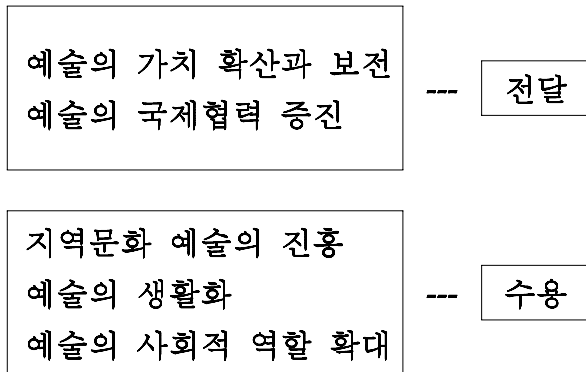 예술의 가치 확산과 보전
예술의 국제협력 증진
--- 전달
지역문화 예술의 진흥
예술의 생활화
예술의 사회적 역할 확대
--- 수용